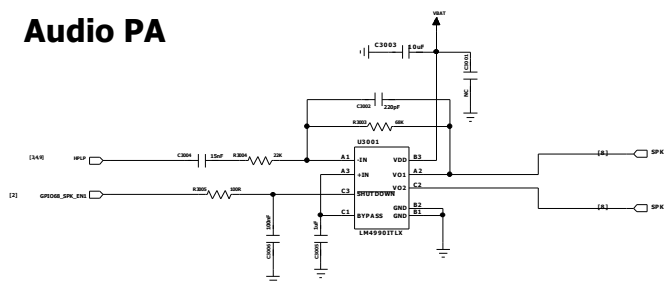 Audio PA
VBAT
C3003 10uF
C3001
NC
C3002 220pF
R3003 68K
U3001
[3,4,9] HPLP C3004 15nF R3004 22K A1 -IN VDD B3
A3 +IN VO1 A2 [8] SPK
[2] GPIO68_SPK_EN1 R3005 100R C3 SHUTDOWN VO2 C2 [8] SPK
GND B2
C1 BYPASS GND B1
LM4990ITLX
100nF
C3006
1uF
C3005